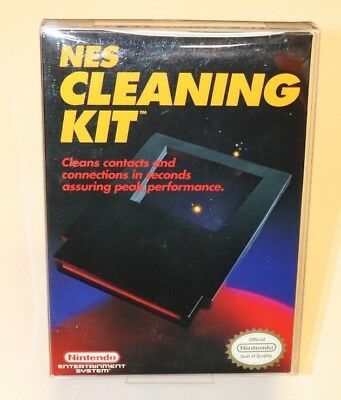 NES
CLEANING
KIT™
Cleans contacts and
connections in seconds
assuring peak performance.
Nintendo
ENTERTAINMENT
SYSTEM
Official
Nintendo
Seal of Quality